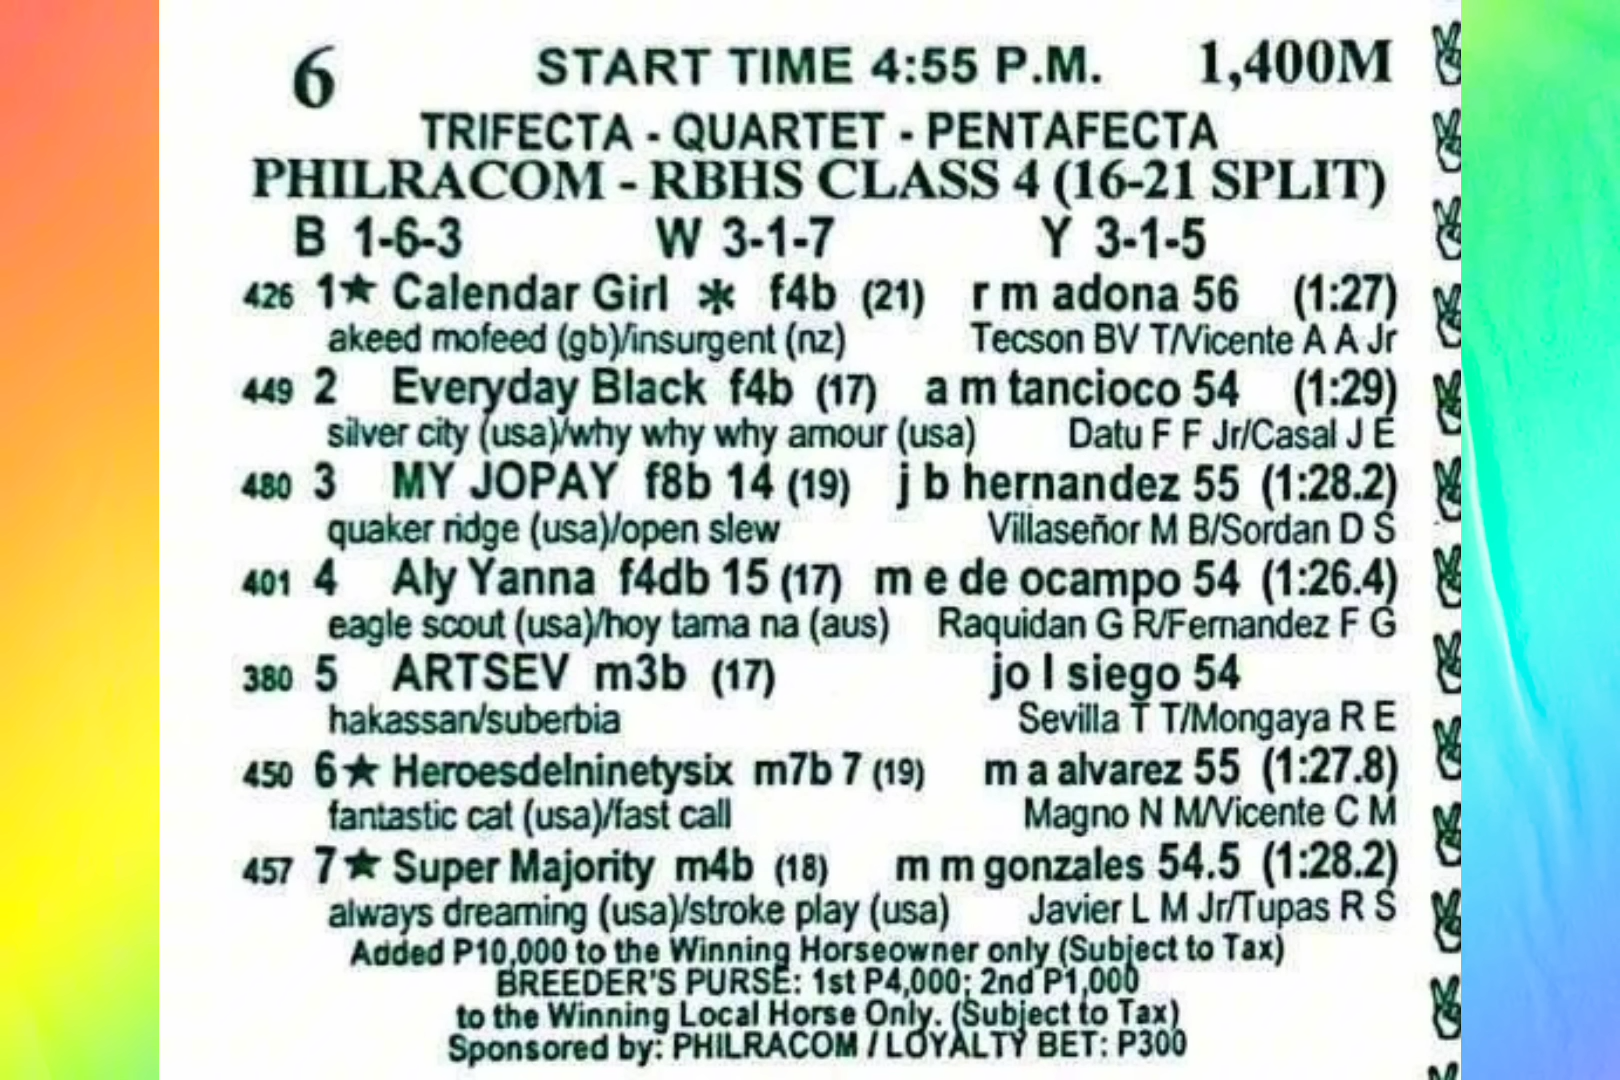 6 START TIME 4:55 P.M. 1,400M
TRIFECTA - QUARTET - PENTAFECTA
PHILRACOM - RBHS CLASS 4 (16-21 SPLIT)
B 1-6-3 W 3-1-7 Y 3-1-5
426 1★ Calendar Girl * f4b (21) r m adona 56 (1:27)
akeed mofeed (gb)/insurgent (nz) Tecson BV T/Vicente A A Jr
449 2 Everyday Black f4b (17) a m tancioco 54 (1:29)
silver city (usa)/why why why amour (usa) Datu F F Jr/Casal J E
480 3 MY JOPAY f8b 14 (19) j b hernandez 55 (1:28.2)
quaker ridge (usa)/open slew Villaseñor M B/Sordan D S
401 4 Aly Yanna f4db 15 (17) m e de ocampo 54 (1:26.4)
eagle scout (usa)/hoy tama na (aus) Raquidan G R/Fernandez F G
380 5 ARTSEV m3b (17) jo l siego 54
hakassan/suberbia Sevilla T T/Mongaya R E
450 6★ Heroesdelninetysix m7b 7 (19) m a alvarez 55 (1:27.8)
fantastic cat (usa)/fast call Magno N M/Vicente C M
457 7★ Super Majority m4b (18) m m gonzales 54.5 (1:28.2)
always dreaming (usa)/stroke play (usa) Javier L M Jr/Tupas R S
Added P10,000 to the Winning Horseowner only (Subject to Tax)
BREEDER'S PURSE: 1st P4,000; 2nd P1,000
to the Winning Local Horse Only. (Subject to Tax)
Sponsored by: PHILRACOM / LOYALTY BET: P300